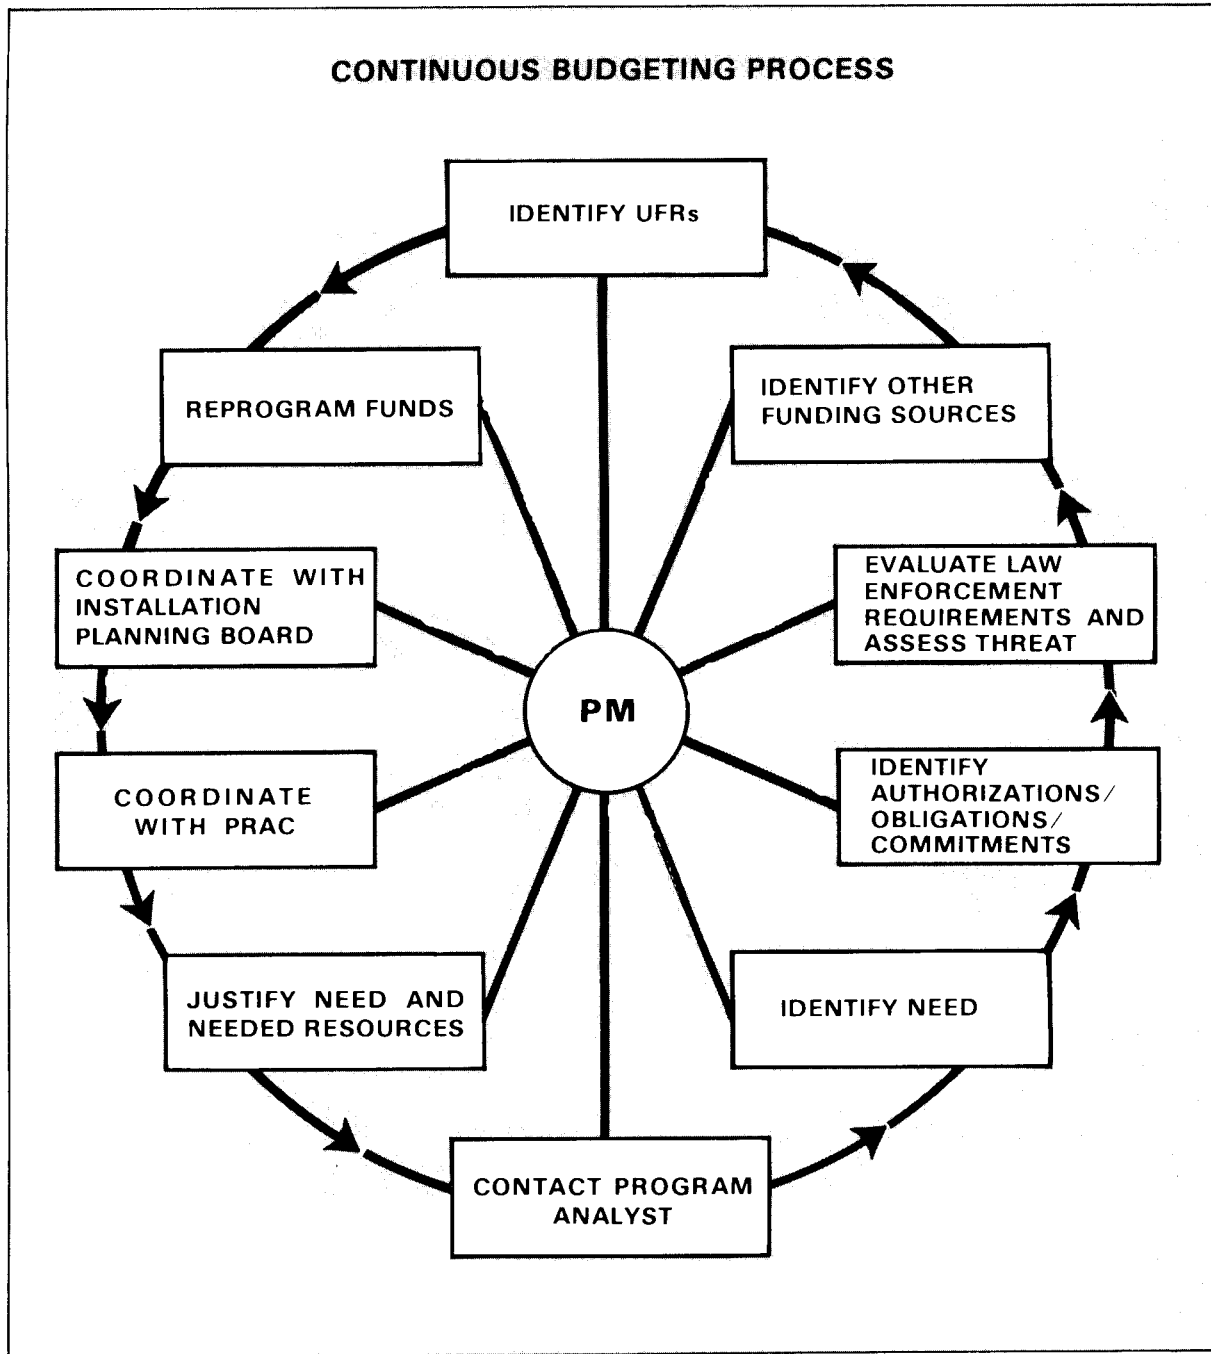 CONTINUOUS BUDGETING PROCESS
IDENTIFY UFRs
REPROGRAM FUNDS
IDENTIFY OTHER
FUNDING SOURCES
COORDINATE WITH
INSTALLATION
PLANNING BOARD
EVALUATE LAW
ENFORCEMENT
REQUIREMENTS AND
ASSESS THREAT
PM
COORDINATE
WITH PRAC
IDENTIFY
AUTHORIZATIONS/
OBLIGATIONS/
COMMITMENTS
JUSTIFY NEED AND
NEEDED RESOURCES
IDENTIFY NEED
CONTACT PROGRAM
ANALYST